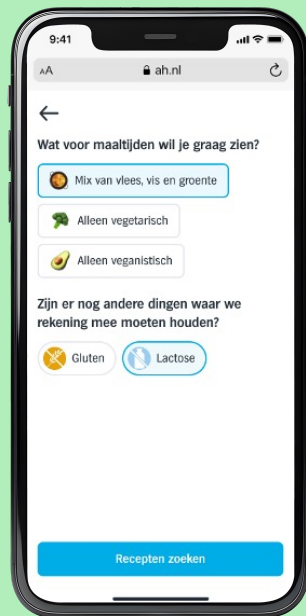 9:41
AA
ah.nl
Wat voor maaltijden wil je graag zien?
Mix van vlees, vis en groente
Alleen vegetarisch
Alleen veganistisch
Zijn er nog andere dingen waar we
rekening mee moeten houden?
Gluten
Lactose
Recepten zoeken